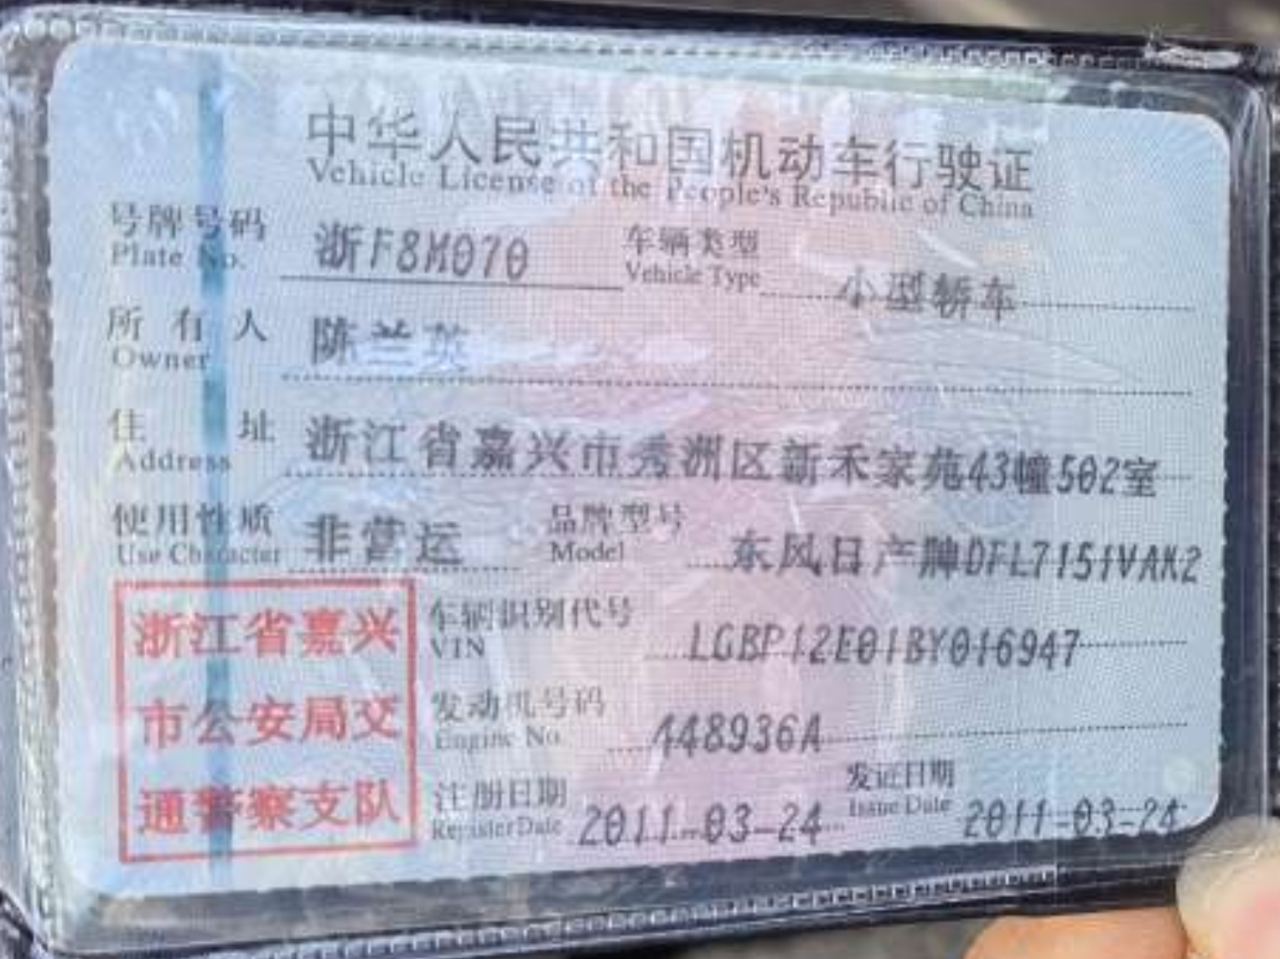 中华人民共和国机动车行驶证
Vehicle License of the People's Republic of China
号牌号码 浙F8M070 车辆类型 小型轿车
Plate No. Vehicle Type
所有人 陈兰英
Owner
住址 浙江省嘉兴市秀洲区新禾家苑43幢502室
Address
使用性质 非营运 品牌型号 东风日产牌DFL7151VAK2
Use Character Model
浙江省嘉兴
市公安局交
通警察支队
车辆识别代号 LGBP12E01BY016947
VIN
发动机号码 448936A
Engine No.
注册日期 2011-03-24 发证日期 2011-03-24
Register Date Issue Date